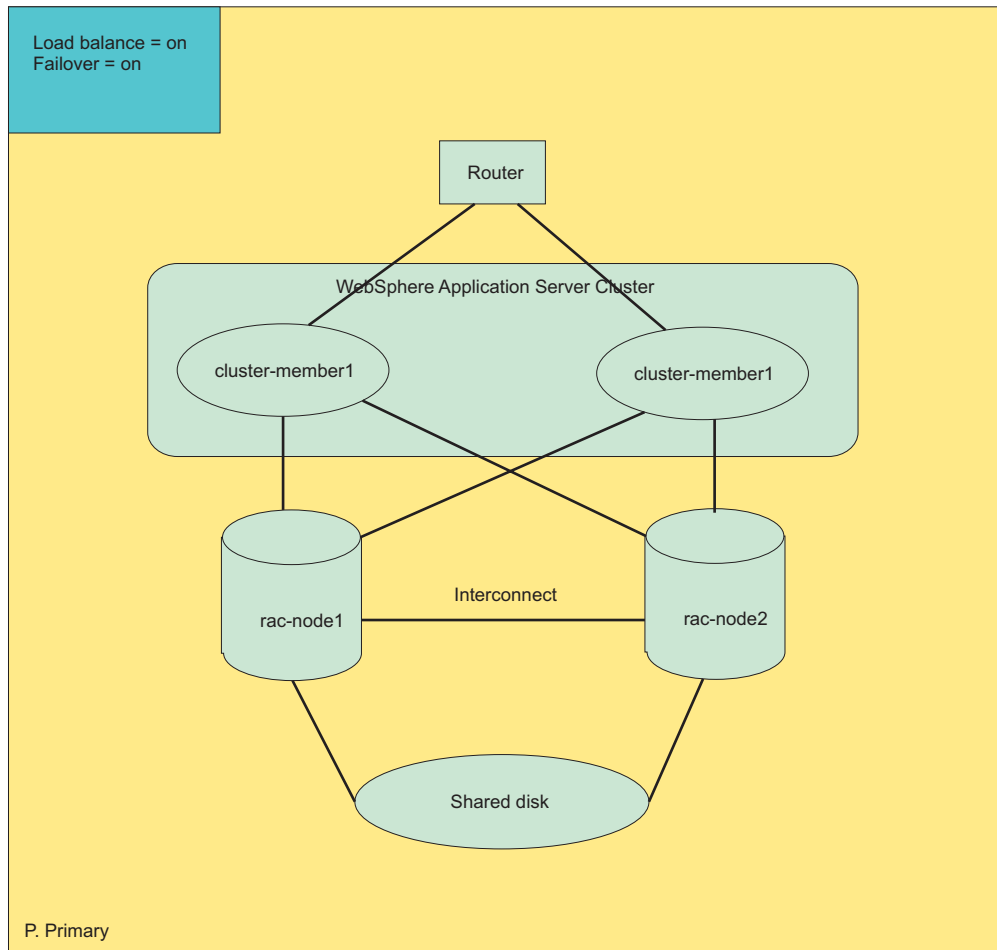 Load balance = on
Failover = on
Router
WebSphere Application Server Cluster
cluster-member1
cluster-member1
Interconnect
rac-node1
rac-node2
Shared disk
P. Primary